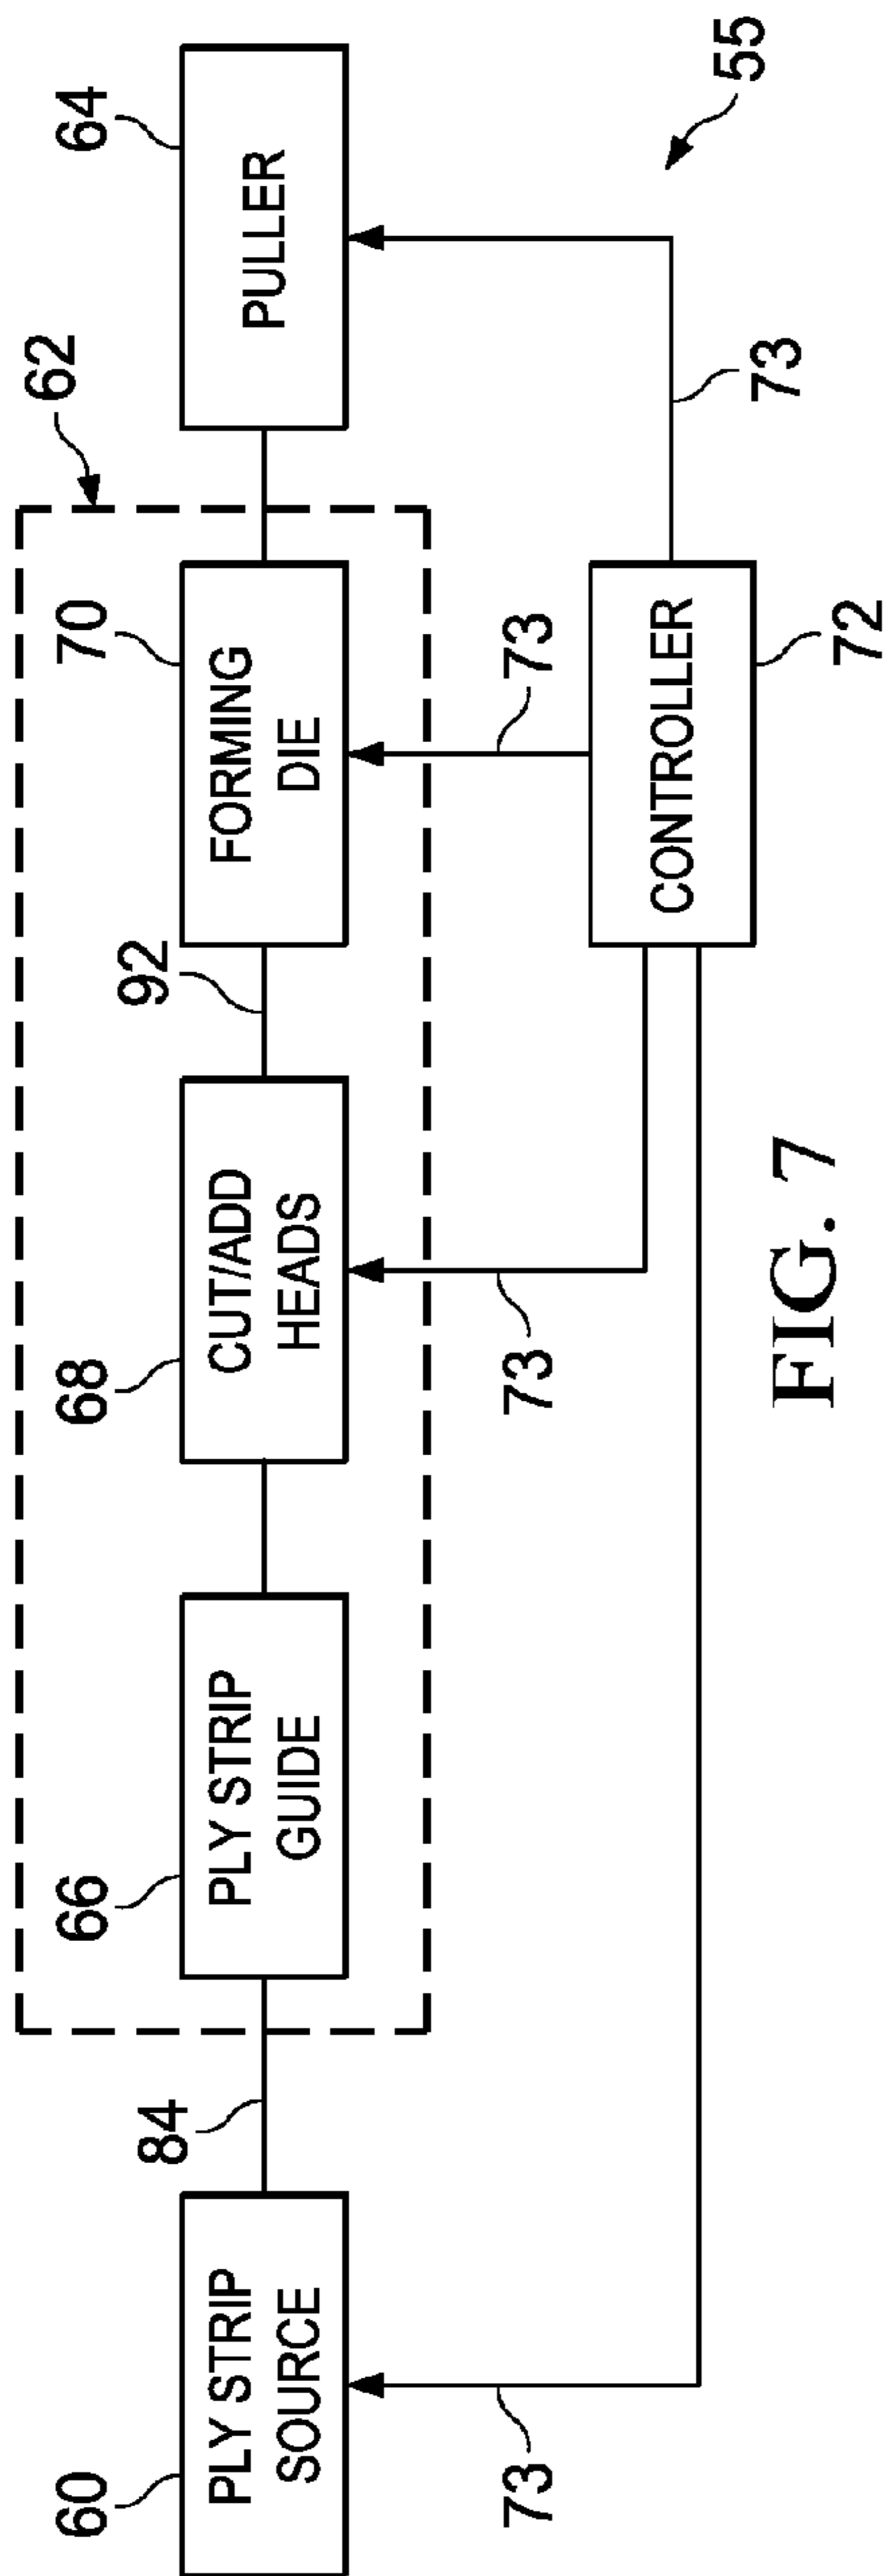 62
60
66
68
70
64
84
92
PLY STRIP
SOURCE
PLY STRIP
GUIDE
CUT/ADD
HEADS
FORMING
DIE
PULLER
73
73
73
73
CONTROLLER
72
55
FIG. 7